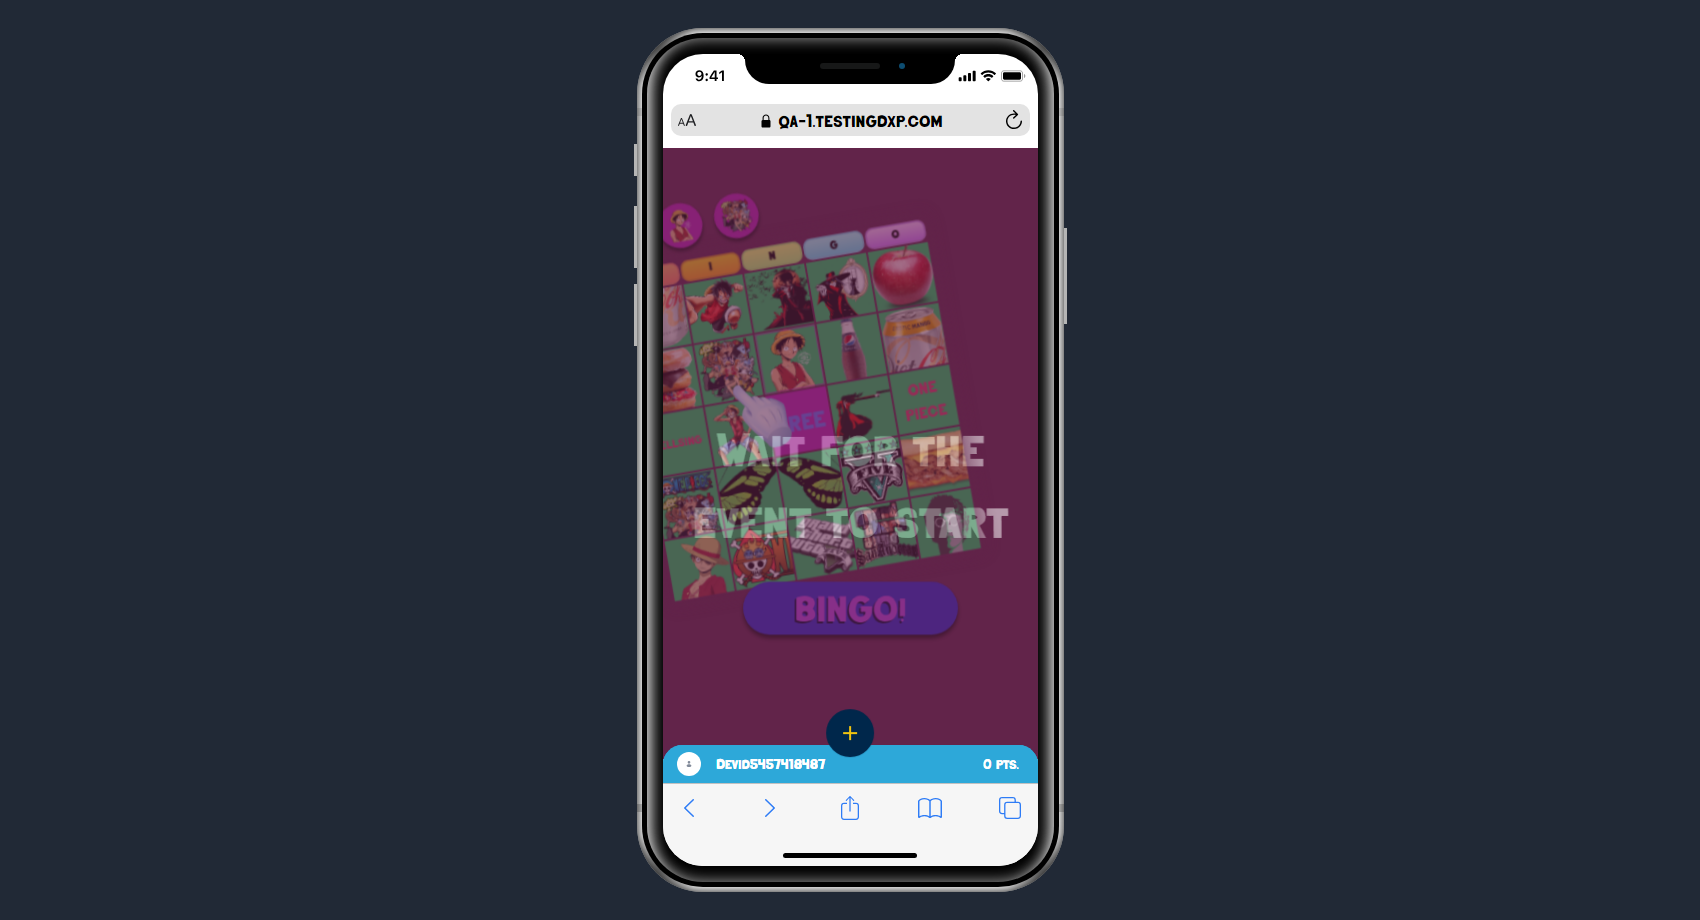 9:41
AA
QA-1.TESTINGDXP.COM
I N G O
FREE
ONE
PIECE
WAIT FOR THE
FIVE
EVENT TO START
BINGO!
+
DEVID5457418487
0 PTS.